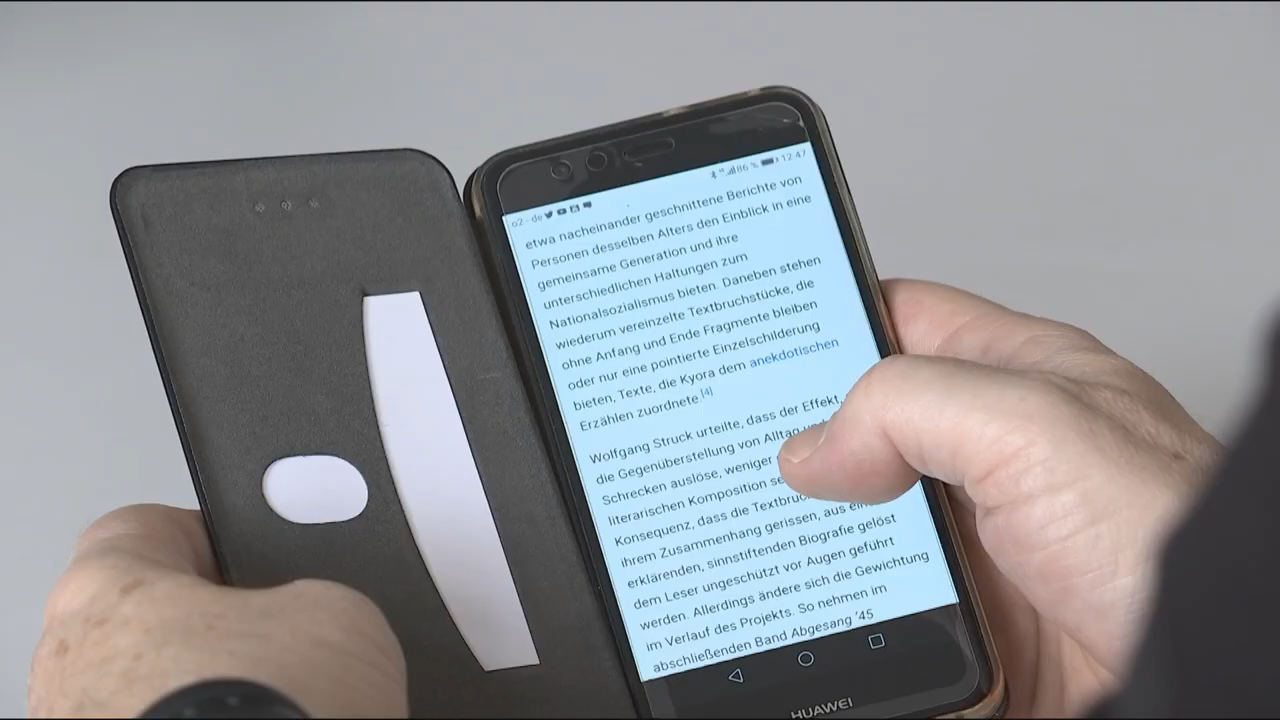 o2 - de 86 % 12:47
etwa nacheinander geschnittene Berichte von
Personen desselben Alters den Einblick in eine
gemeinsame Generation und ihre
unterschiedlichen Haltungen zum
Nationalsozialismus bieten. Daneben stehen
wiederum vereinzelte Textbruchstücke, die
ohne Anfang und Ende Fragmente bleiben
oder nur eine pointierte Einzelschilderung
bieten, Texte, die Kyora dem anekdotischen
Erzählen zuordnete.[4]
Wolfgang Struck urteilte, dass der Effekt,
die Gegenüberstellung von Alltag und
Schrecken auslöse, weniger
literarischen Komposition
Konsequenz, dass die
ihrem Zusammenhang gerissen, aus
erklärenden, sinnstiftenden Biografie gelöst
dem Leser ungeschützt vor Augen geführt
werden. Allerdings ändere sich die Gewichtung
im Verlauf des Projekts. So nehmen im
abschließenden Band Abgesang '45
HUAWEI